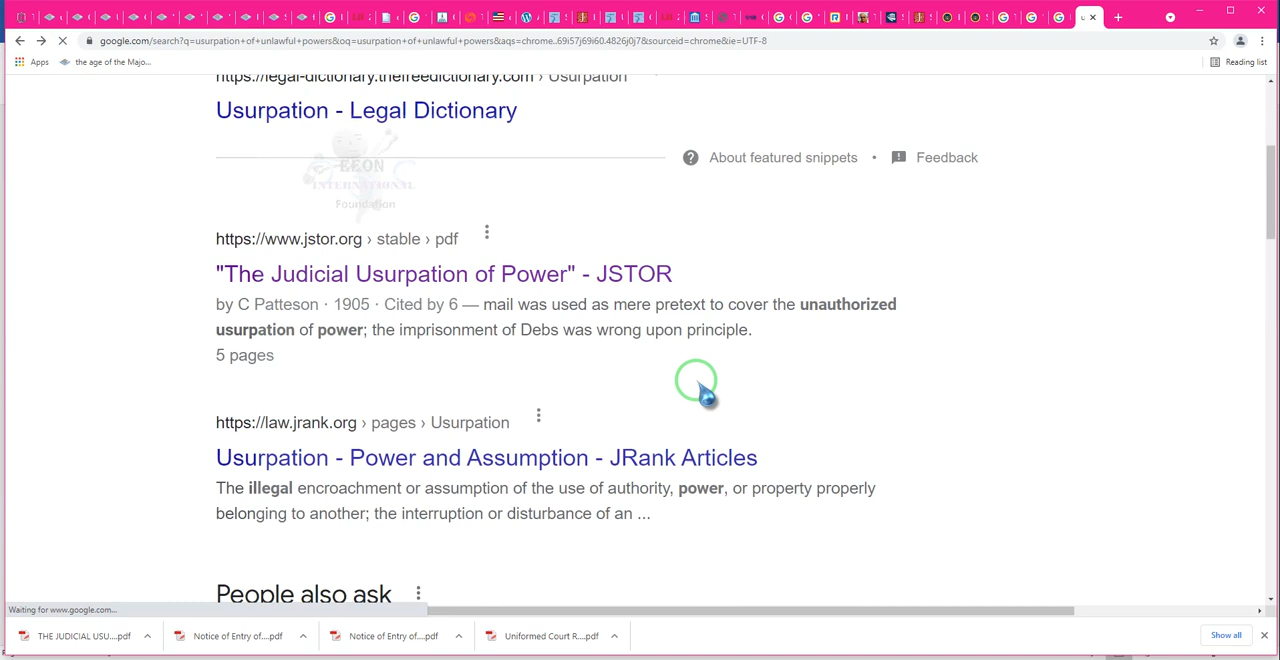 google.com/search?q=usurpation+of+unlawful+powers&oq=usurpation+of+unlawful+powers&aqs=chrome..69i57j69i60.4826j0j7&sourceid=chrome&ie=UTF-8
Apps the age of the Majo... Reading list
https://legal-dictionary.thefreedictionary.com › Usurpation
Usurpation - Legal Dictionary
About featured snippets • Feedback
EEON
INTERNATIONAL
Foundation
https://www.jstor.org › stable › pdf
"The Judicial Usurpation of Power" - JSTOR
by C Patteson · 1905 · Cited by 6 — mail was used as mere pretext to cover the unauthorized
usurpation of power; the imprisonment of Debs was wrong upon principle.
5 pages
https://law.jrank.org › pages › Usurpation
Usurpation - Power and Assumption - JRank Articles
The illegal encroachment or assumption of the use of authority, power, or property properly
belonging to another; the interruption or disturbance of an ...
People also ask
Waiting for www.google.com...
THE JUDICIAL USU....pdf Notice of Entry of....pdf Notice of Entry of....pdf Uniformed Court R....pdf Show all